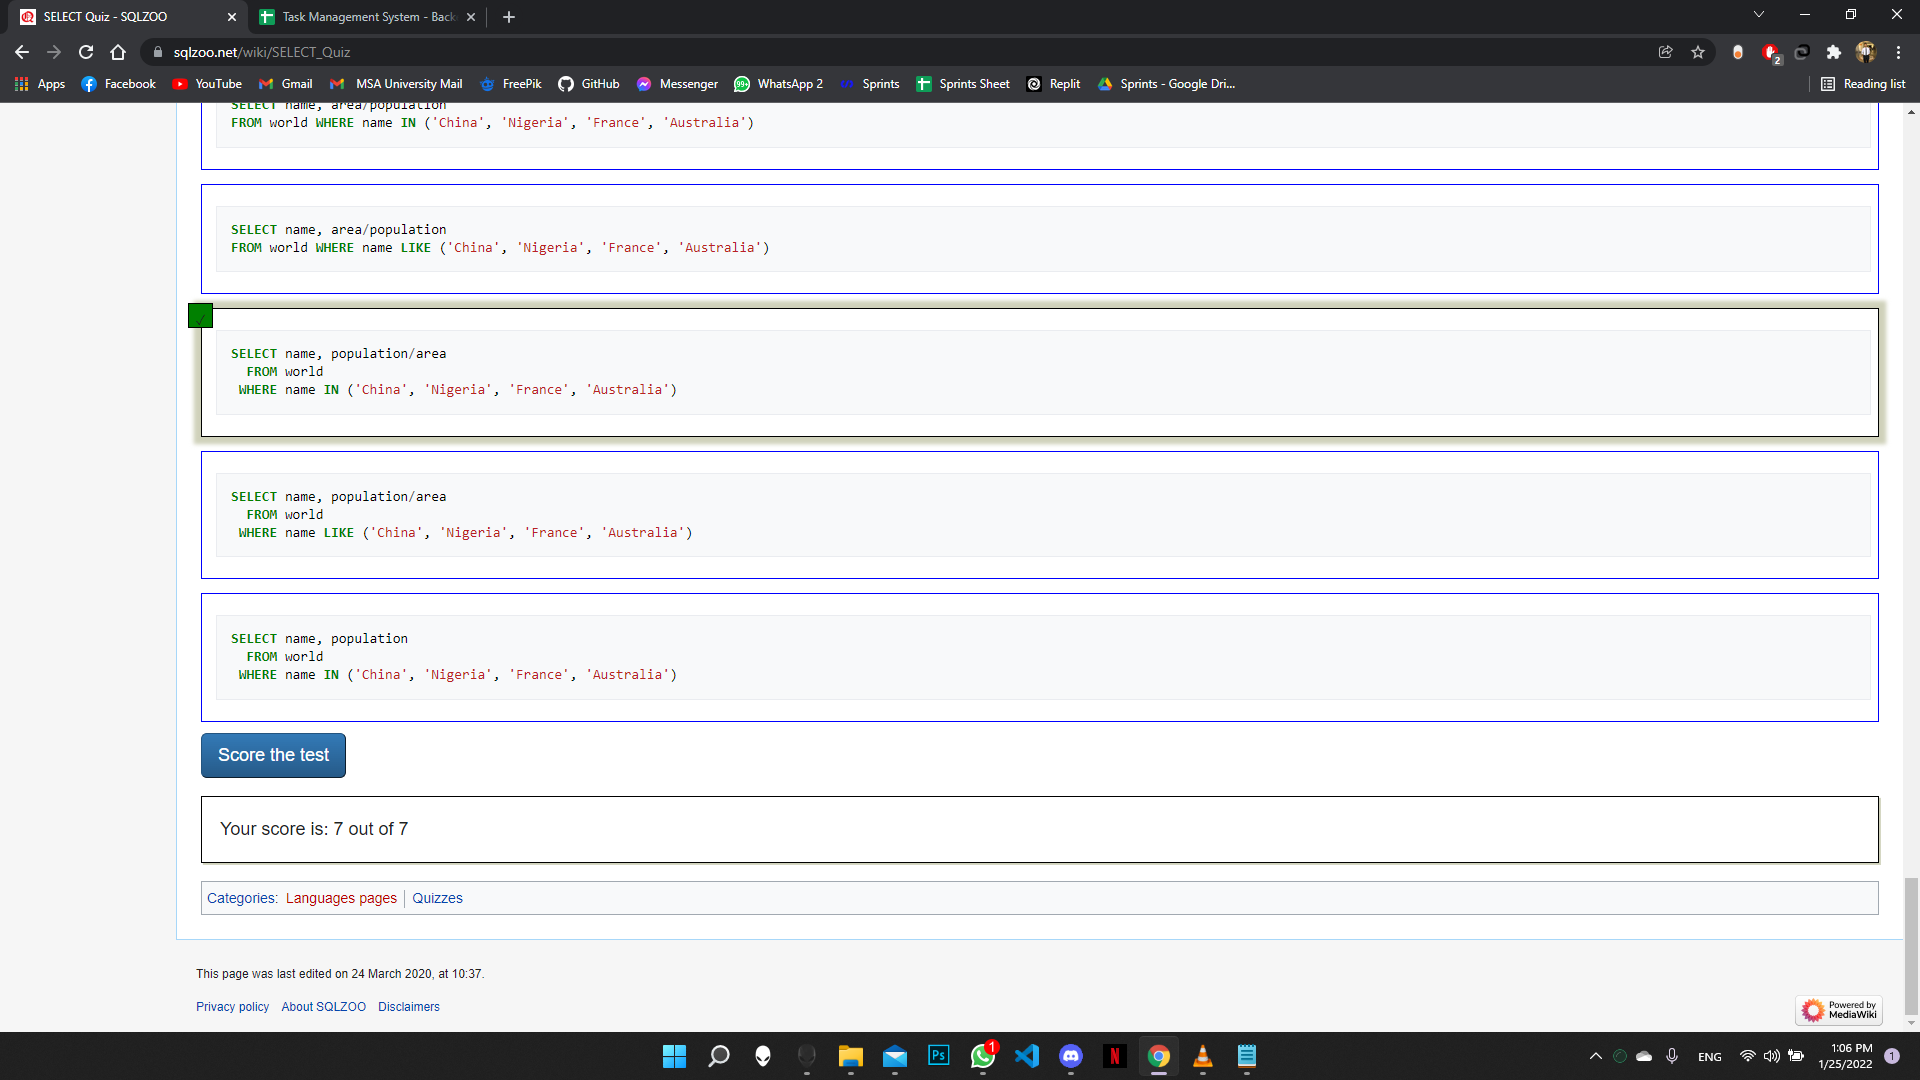 SELECT Quiz - SQLZOO
Task Management System - Back
sqlzoo.net/wiki/SELECT_Quiz
2
Apps
Facebook
YouTube
Gmail
MSA University Mail
FreePik
GitHub
Messenger
99+
WhatsApp 2
Sprints
Sprints Sheet
Replit
Sprints - Google Dri...
Reading list
SELECT name, area/population
FROM world WHERE name IN ('China', 'Nigeria', 'France', 'Australia')
SELECT name, area/population
FROM world WHERE name LIKE ('China', 'Nigeria', 'France', 'Australia')
SELECT name, population/area
FROM world
WHERE name IN ('China', 'Nigeria', 'France', 'Australia')
SELECT name, population/area
FROM world
WHERE name LIKE ('China', 'Nigeria', 'France', 'Australia')
SELECT name, population
FROM world
WHERE name IN ('China', 'Nigeria', 'France', 'Australia')
Score the test
Your score is: 7 out of 7
Categories: Languages pages | Quizzes
This page was last edited on 24 March 2020, at 10:37.
Privacy policy About SQLZOO Disclaimers
Powered by
MediaWiki
Ps
1
N
ENG
1:06 PM
1/25/2022
1